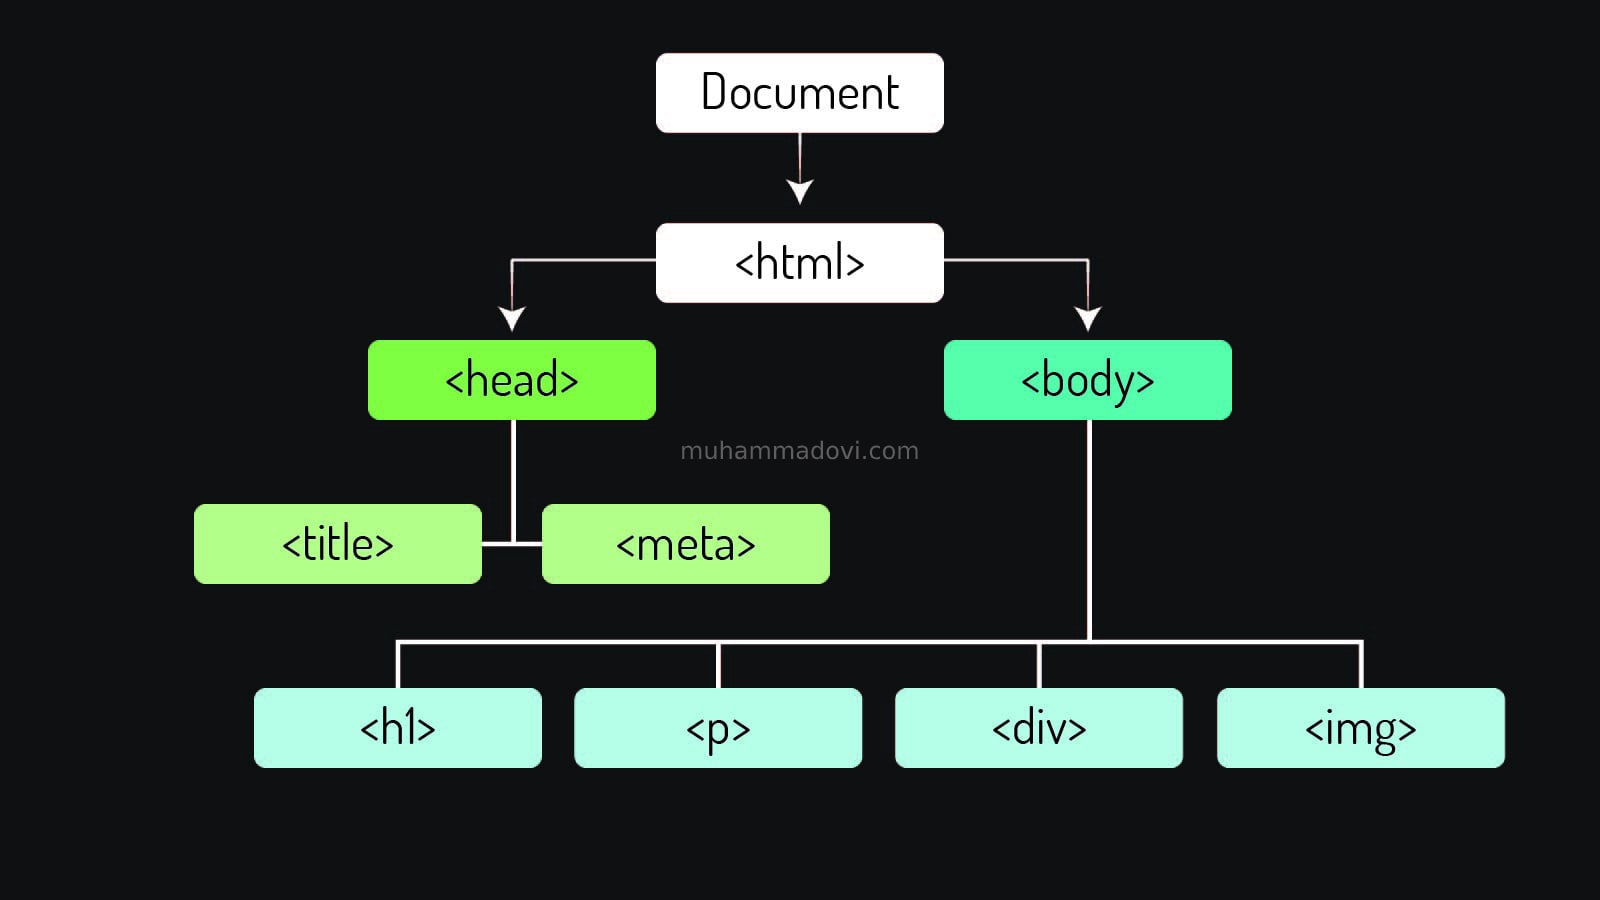 Document
<html>
<head>
<body>
muhammadovi.com
<title>
<meta>
<h1>
<p>
<div>
<img>